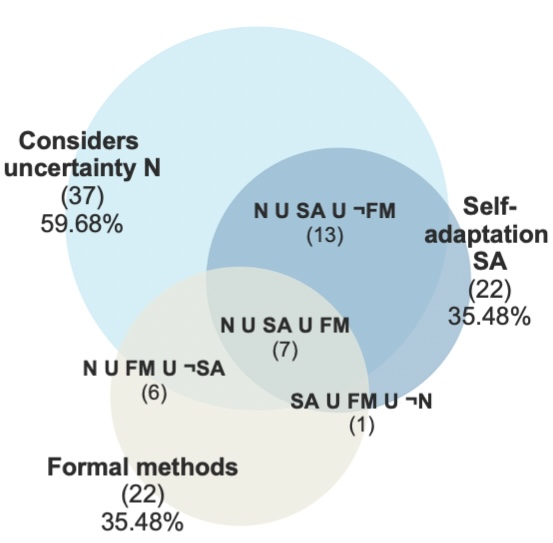 Considers
uncertainty N
(37)
59.68%
N U SA U ¬FM
(13)
Self-
adaptation
SA
(22)
35.48%
N U SA U FM
(7)
N U FM U ¬SA
(6)
SA U FM U ¬N
(1)
Formal methods
(22)
35.48%